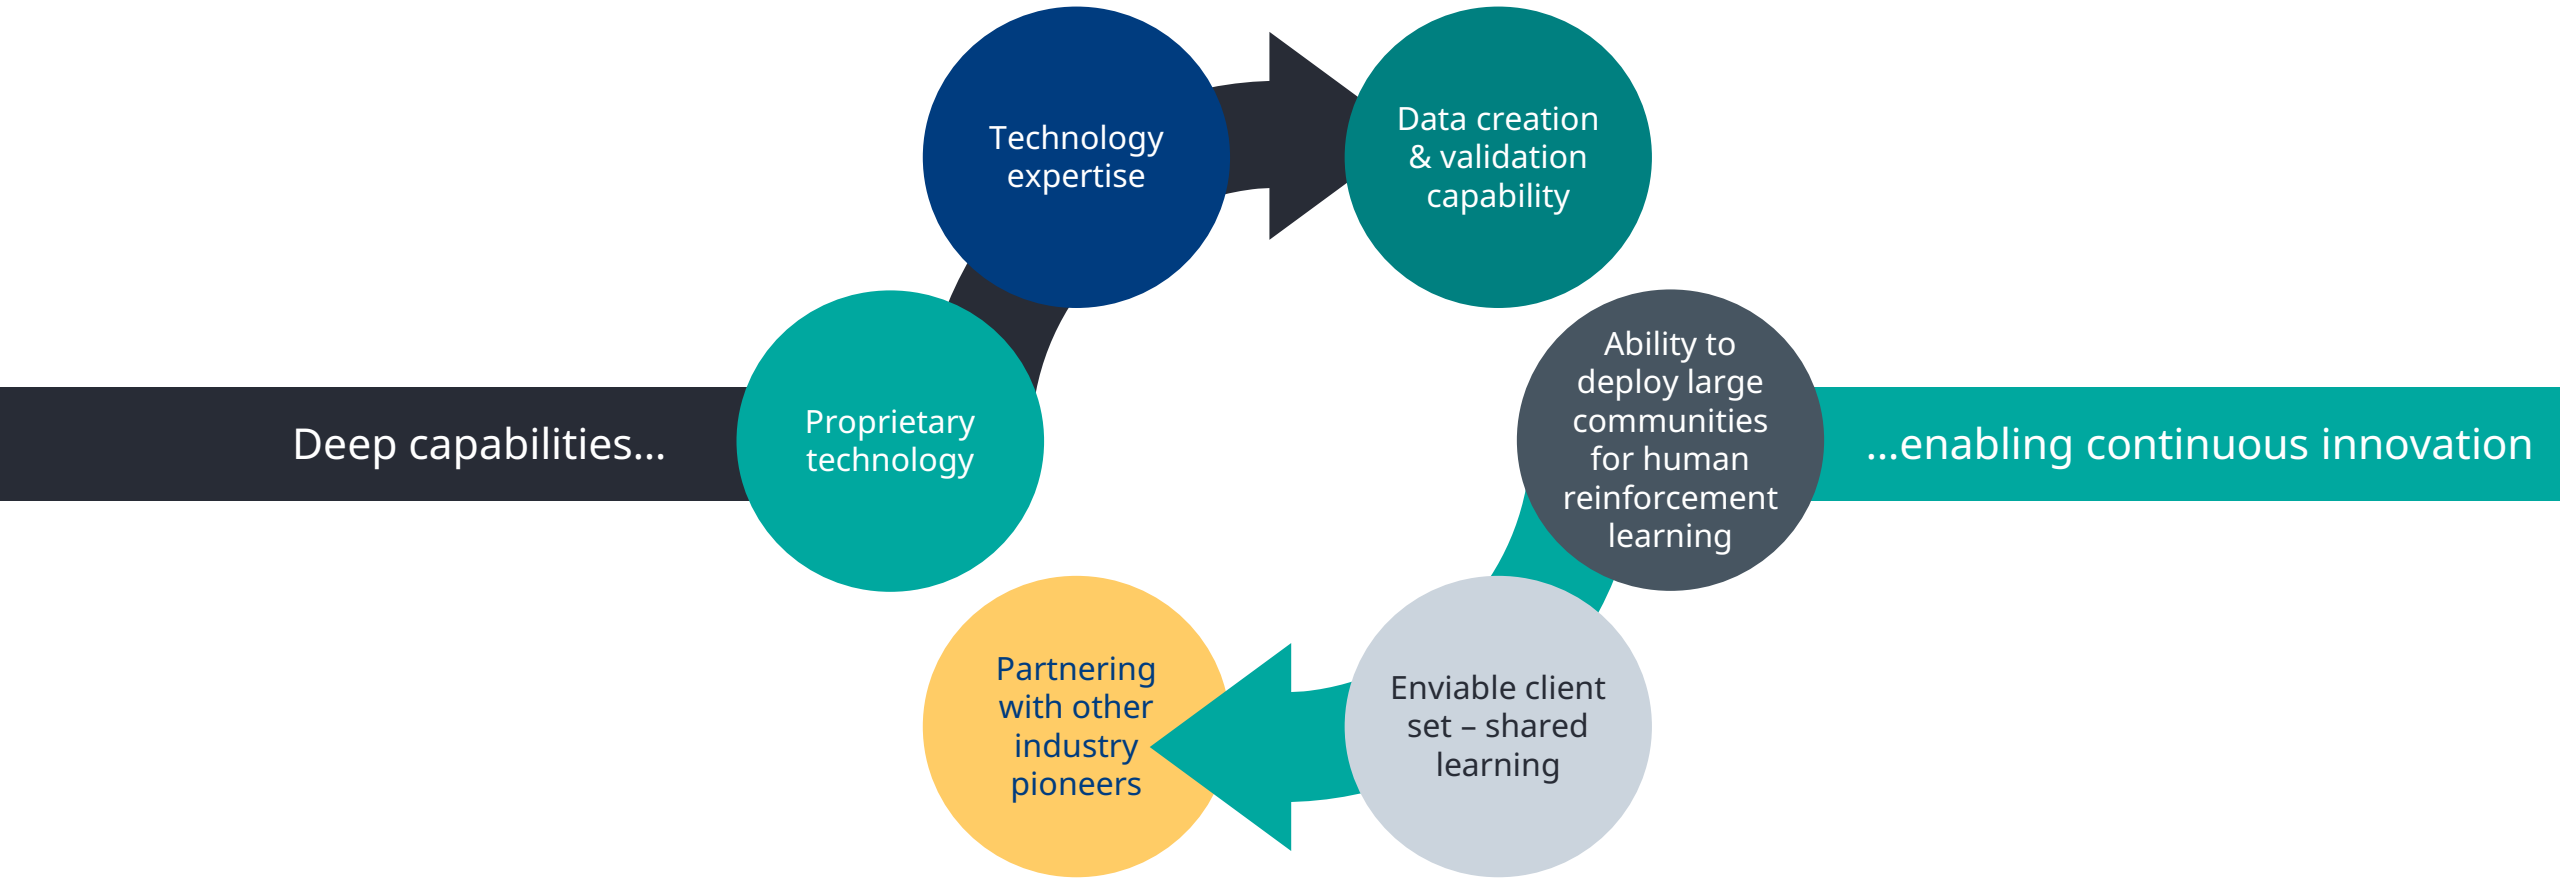 Deep capabilities...
Proprietary
technology
Technology
expertise
Data creation
& validation
capability
Ability to
deploy large
communities
for human
reinforcement
learning
...enabling continuous innovation
Enviable client
set – shared
learning
Partnering
with other
industry
pioneers